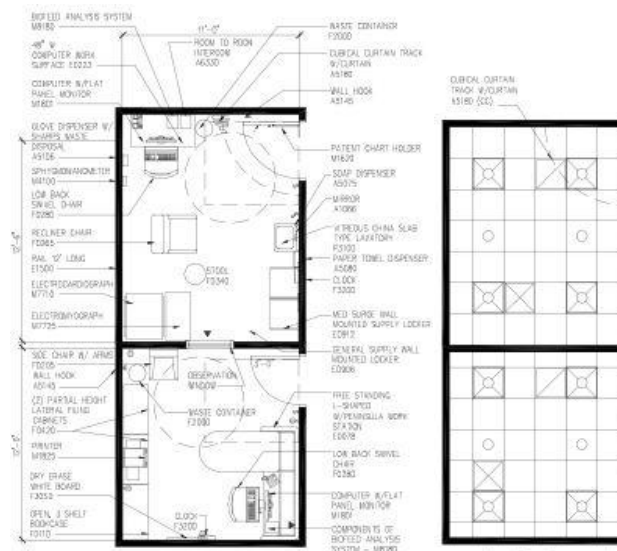 BIOFEED ANALYSIS SYSTEM
M8180
48" W
COMPUTER WORK
SURFACE E0233
COMPUTER W/FLAT
PANEL MONITOR
M1801
GLOVE DISPENSER W/
SHARPS WASTE
DISPOSAL
A5106
SPHYGMOMANOMETER
M4100
LOW BACK
SWIVEL CHAIR
F0280
RECLINER CHAIR
RAIL 12" LONG
E1500
ELECTROCARDIOGRAPH
M7710
ELECTROMYOGRAPH
M7725
SIDE CHAIR W/ ARMS
F0205
WALL HOOK
A5145
(2) PARTIAL HEIGHT
LATERAL FILING
CABINETS
F0420
PRINTER
M1825
DRY ERASE
WHITE BOARD
F3050
OPEN, 3 SHELF
BOOKCASE
F0110
11'-0"
ROOM TO ROOM
INTERCOM
A6330
STOOL
F0340
OBSERVATION
WINDOW
WASTE CONTAINER
F2000
CLOCK
F3200
WASTE CONTAINER
F2000
CUBICAL CURTAIN TRACK
W/CURTAIN
A5180
WALL HOOK
A5145
PATIENT CHART HOLDER
M1620
SOAP DISPENSER
A5075
MIRROR
A1066
VITREOUS CHINA SLAB
TYPE LAVATORY
P3100
PAPER TOWEL DISPENSER
A5080
CLOCK
F3200
MED SURGE WALL
MOUNTED SUPPLY LOCKER
E0912
GENERAL SUPPLY WALL
MOUNTED LOCKER
E0906
FREE STANDING
L-SHAPED
W/PENINSULA WORK
STATION
E0078
LOW BACK SWIVEL
CHAIR
F0280
COMPUTER W/FLAT
PANEL MONITOR
M1801
COMPONENTS OF
BIOFEED ANALYSIS
SYSTEM - M8180
CUBICAL CURTAIN
TRACK W/CURTAIN
A5180 (CC)